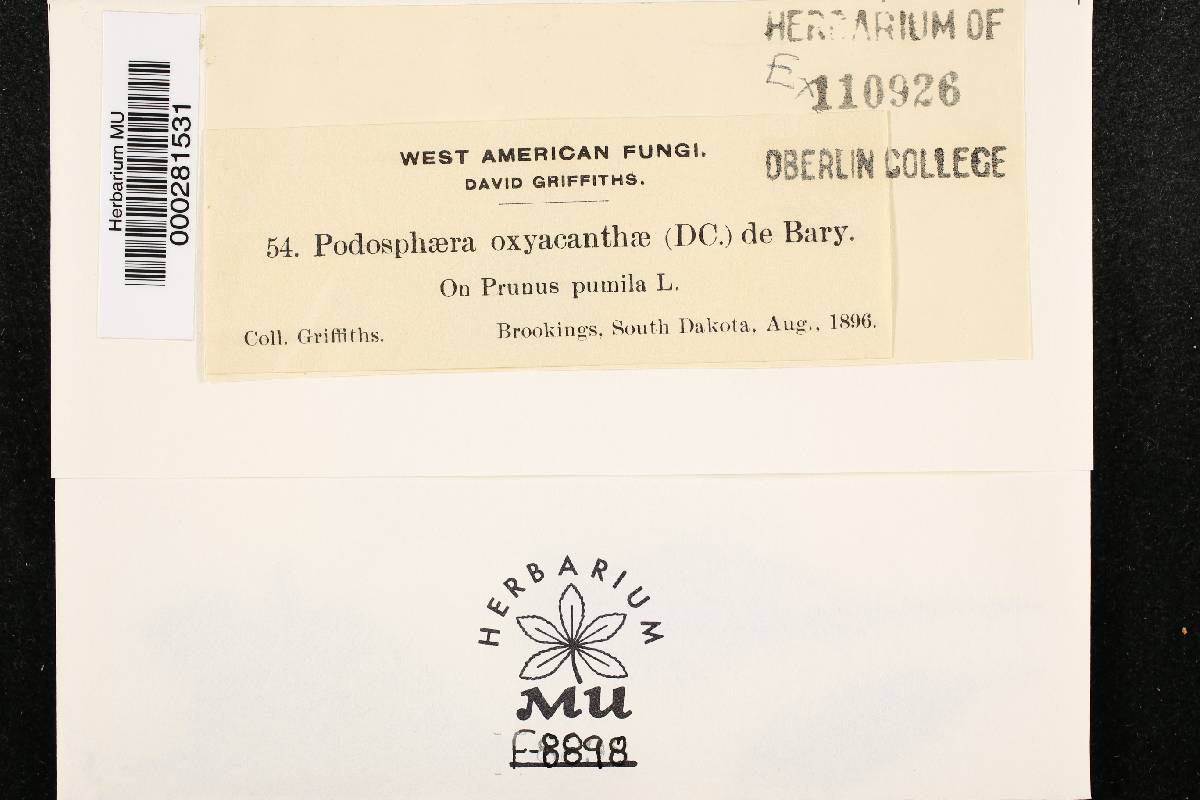 HERBARIUM OF
Ex
110926
OBERLIN COLLEGE
Herbarium MU
000281531
WEST AMERICAN FUNGI.
DAVID GRIFFITHS.
54. Podosphæra oxyacanthæ (DC.) de Bary.
On Prunus pumila L.
Coll. Griffiths. Brookings, South Dakota, Aug., 1896.
HERBARIUM
MU
F-8898